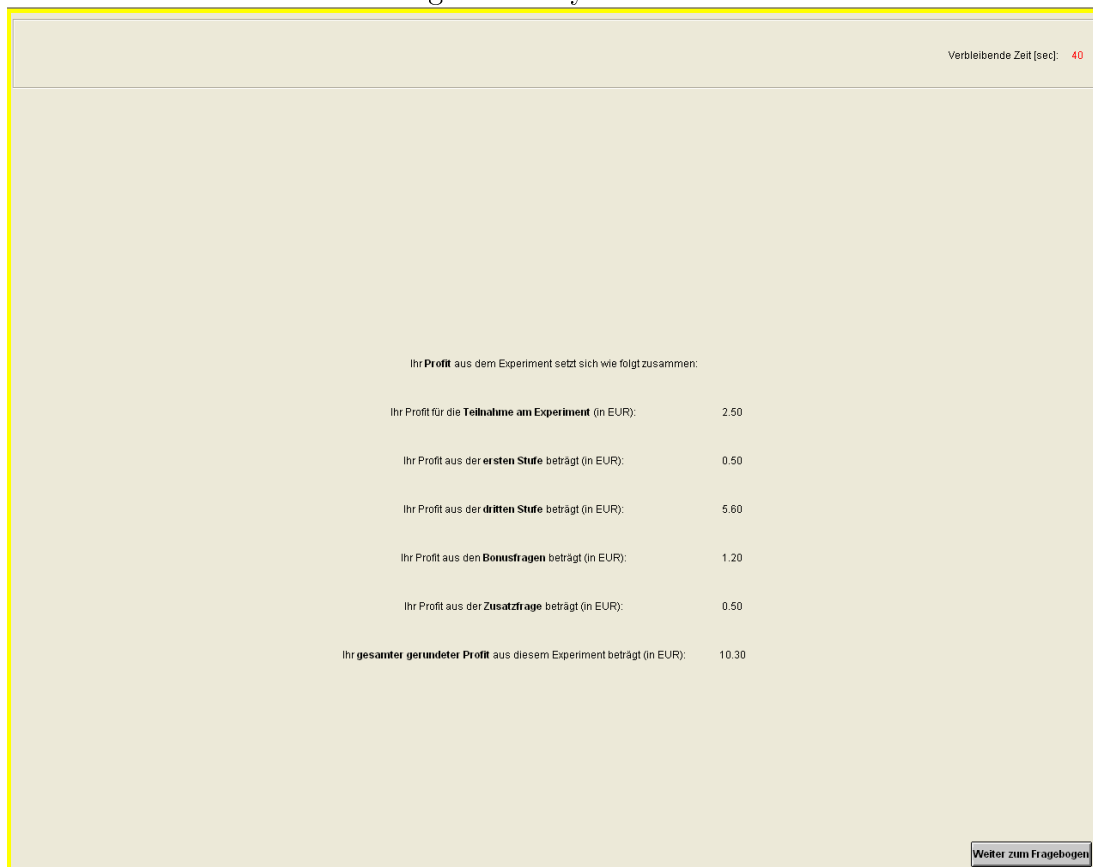 Verbleibende Zeit [sec]: 40
Ihr Profit aus dem Experiment setzt sich wie folgt zusammen:
Ihr Profit für die Teilnahme am Experiment (in EUR): 2.50
Ihr Profit aus der ersten Stufe beträgt (in EUR): 0.50
Ihr Profit aus der dritten Stufe beträgt (in EUR): 5.60
Ihr Profit aus den Bonusfragen beträgt (in EUR): 1.20
Ihr Profit aus der Zusatzfrage beträgt (in EUR): 0.50
Ihr gesamter gerundeter Profit aus diesem Experiment beträgt (in EUR): 10.30
Weiter zum Fragebogen